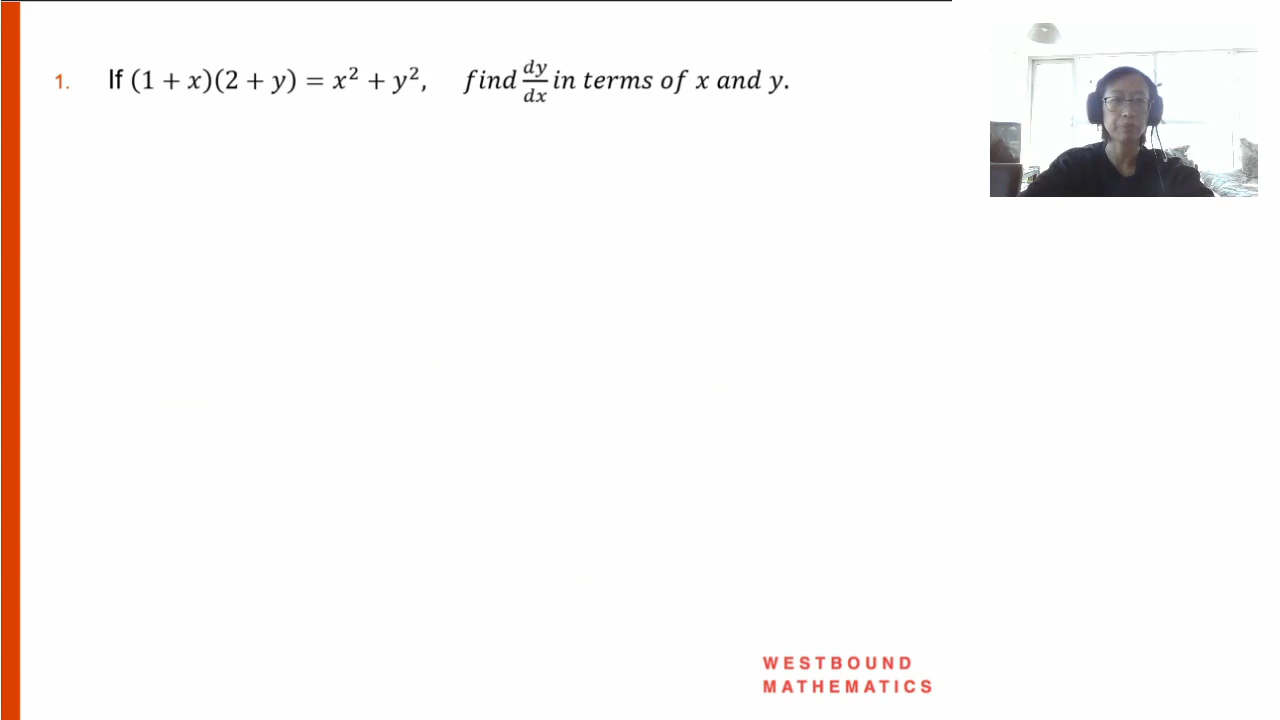 1. If (1 + x)(2 + y) = x² + y², find dy/dx in terms of x and y.
WESTBOUND
MATHEMATICS